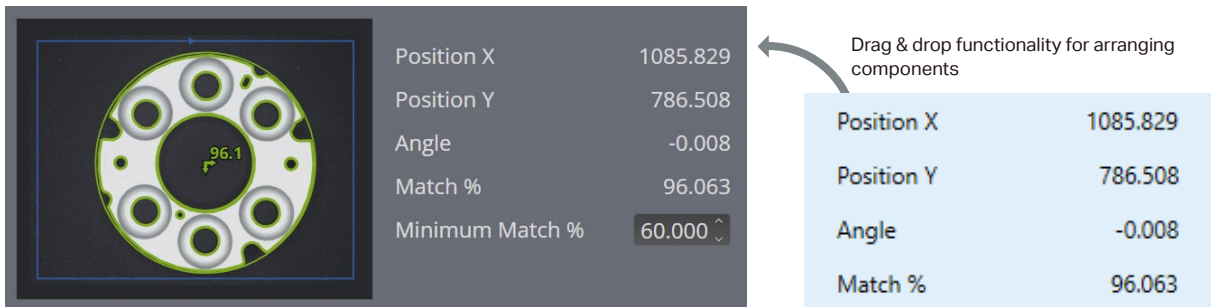 96.1
Position X 1085.829
Position Y 786.508
Angle -0.008
Match % 96.063
Minimum Match % 60.000
Drag & drop functionality for arranging
components
Position X 1085.829
Position Y 786.508
Angle -0.008
Match % 96.063